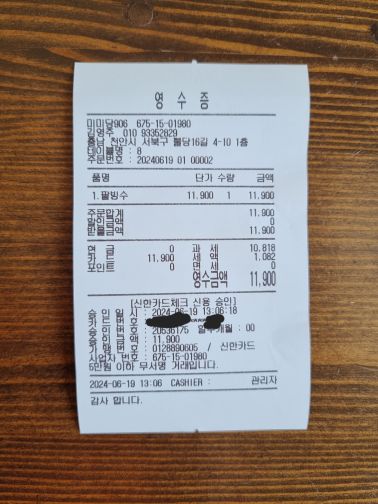 영 수 증
미마당906 675-15-01980
김영주 010 93352829
충남 천안시 서북구 불당16길 4-10 1층
테이블명 : 8
주문번호 : 20240619 01 00002
품명 단가 수량 금액
1.팥빙수 11.900 1 11.900
주문합계 11.900
할인금액 0
받을금액 11.900
현 금 0 과 세 10.818
카 드 11.900 세 액 1.082
포인트 0 면 세 0
영수금액 11.900
[신한카드체크 신용 승인]
승 인 일 시 : 2024-06-19 13:06:18
카 드 번 호 :
승 인 번 호 : 20536175 할부개월 : 00
승 인 금 액 : 11.900
가 맹 번 호 : 0128890605 / 신한카드
사업자 번호 : 675-15-01980
5만원 이하 무서명 거래입니다.
2024-06-19 13:06 CASHIER : 관리자
감사 합니다.